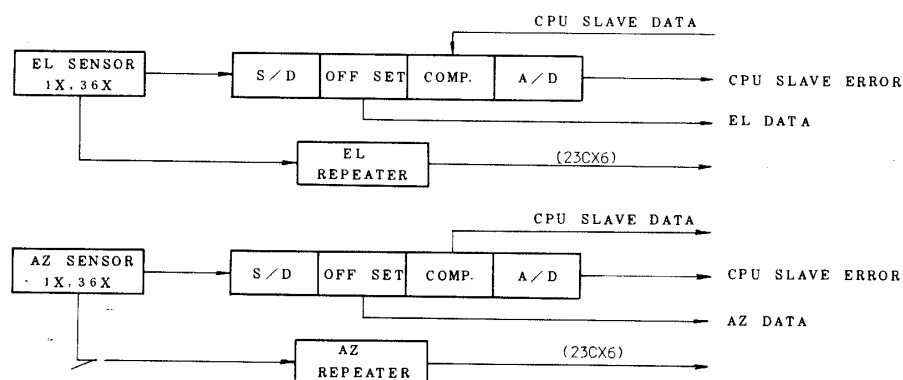 CPU SLAVE DATA
EL SENSOR
1X, 36X
S/D
OFF SET
COMP.
A/D
CPU SLAVE ERROR
EL DATA
EL
REPEATER
(23CX6)
CPU SLAVE DATA
AZ SENSOR
1X, 36X
S/D
OFF SET
COMP.
A/D
CPU SLAVE ERROR
AZ DATA
AZ
REPEATER
(23CX6)